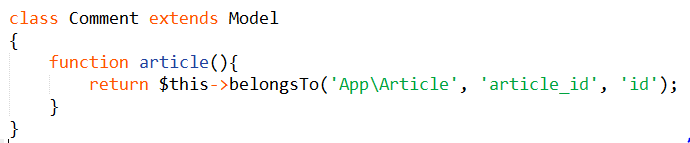 class Comment extends Model
{
    function article(){
        return $this->belongsTo('App\Article', 'article_id', 'id');
    }
}